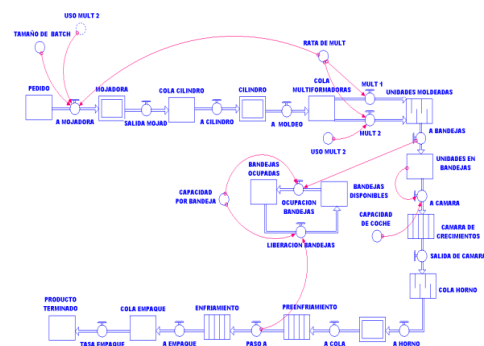 USO MULT 2
TAMAÑO DE BATCH
RATA DE MULT
PEDIDO
MOJADORA
COLA CILINDRO
CILINDRO
COLA
MULTIFORJADORAS
MULT 1
UNIDADES MOLDEADAS
A MOJADORA
SALIDA MOJAD
A CILINDRO
A MOLDEO
MULT 2
USO MULT 2
A BANDEJAS
BANDEJAS
OCUPADAS
BANDEJAS
DISPONIBLES
UNIDADES EN
BANDEJAS
CAPACIDAD
POR BANDEJA
OCUPACION
BANDEJAS
A CAMARA
CAPACIDAD
DE COCHE
LIBERACION BANDEJAS
CAMARA DE
CRECIMIENTOS
SALIDA DE CAMAR
COLA HORNO
PRODUCTO
TERMINADO
COLA EMPAQUE
ENFRIAMIENTO
PREENFRIAMIENTO
TASA EMPAQUE
A EMPAQUE
PASO A
A COLA
A HORNO